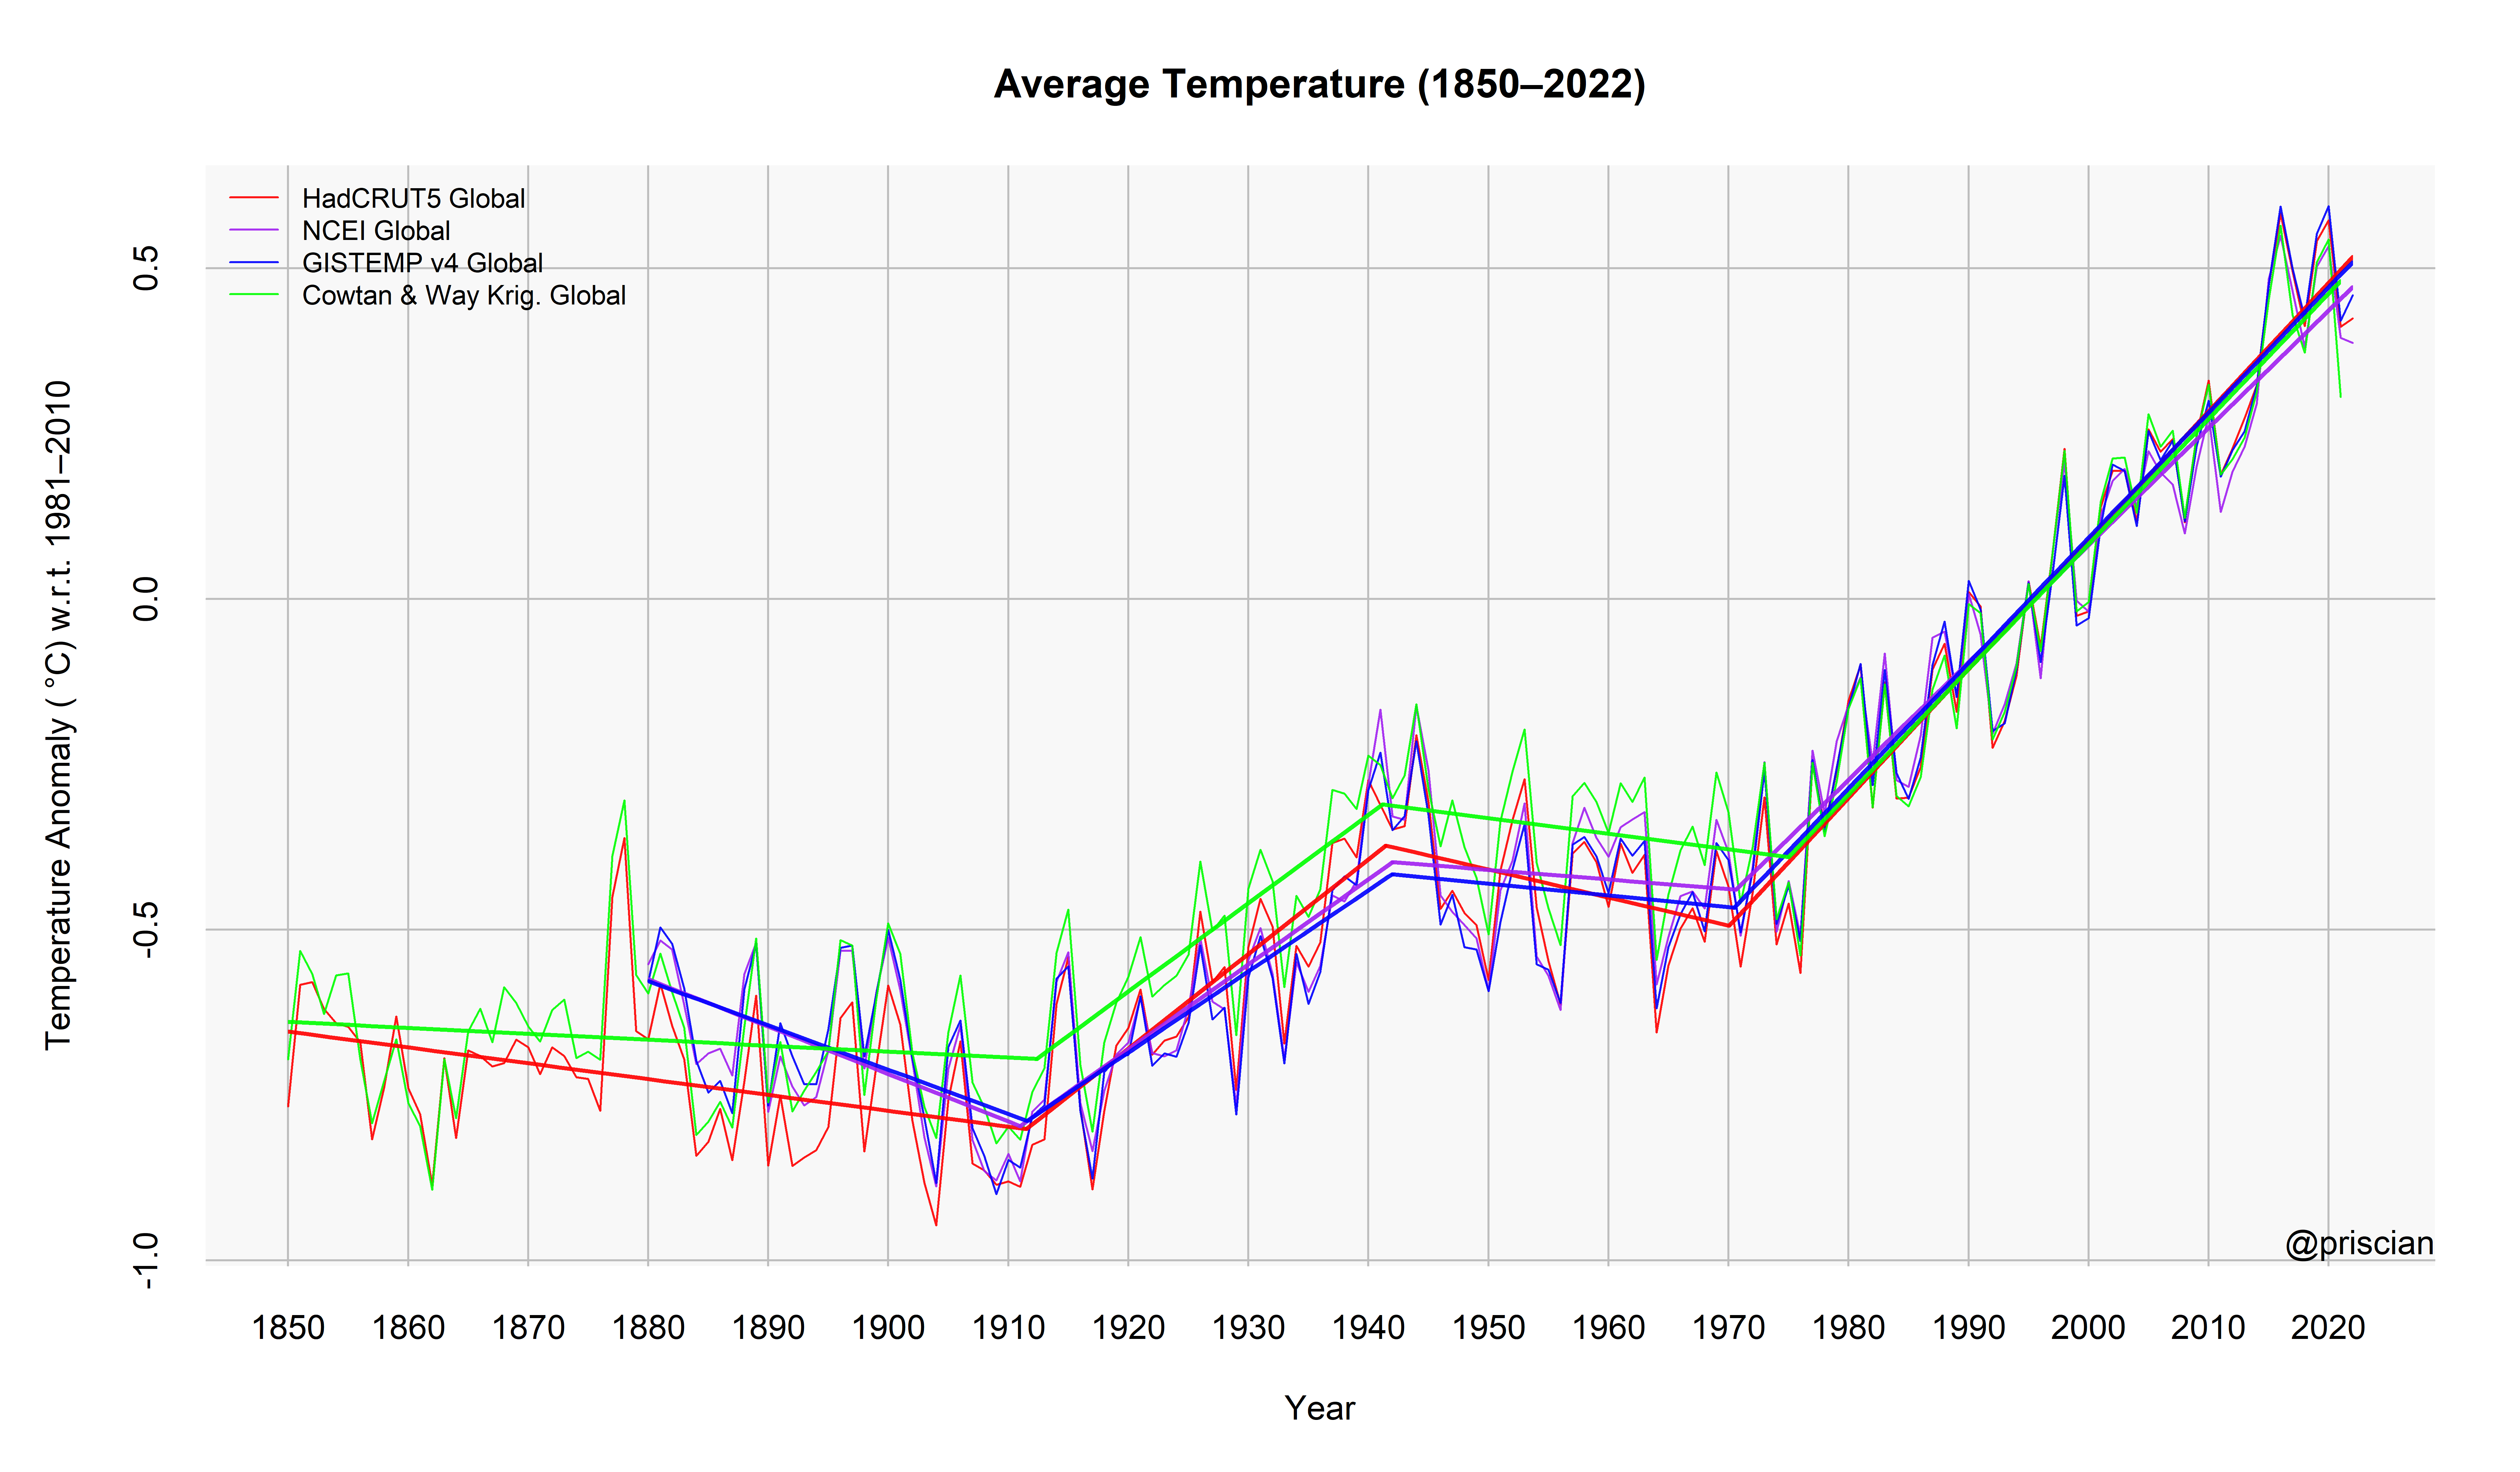 Average Temperature (1850–2022)
HadCRUT5 Global
NCEI Global
GISTEMP v4 Global
Cowtan & Way Krig. Global
Temperature Anomaly ( °C) w.r.t. 1981–2010
0.5
0.0
-0.5
-1.0
@priscian
1850 1860 1870 1880 1890 1900 1910 1920 1930 1940 1950 1960 1970 1980 1990 2000 2010 2020
Year